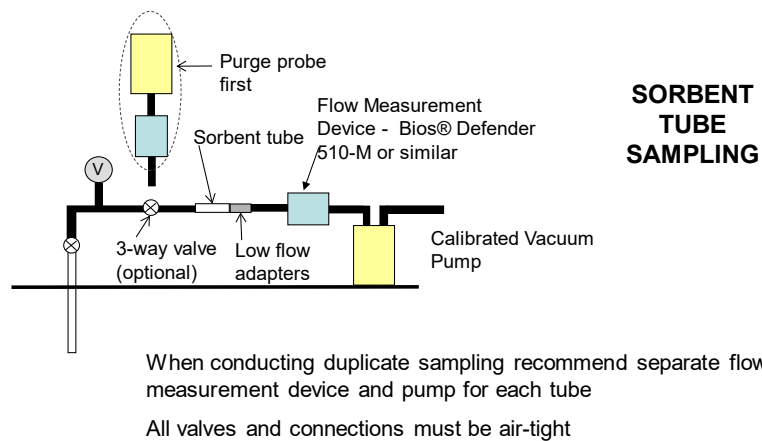 Purge probe
first
SORBENT
TUBE
SAMPLING
Flow Measurement
Device - Bios® Defender
510-M or similar
Sorbent tube
V
3-way valve
(optional)
Low flow
adapters
Calibrated Vacuum
Pump
When conducting duplicate sampling recommend separate flow
measurement device and pump for each tube
All valves and connections must be air-tight